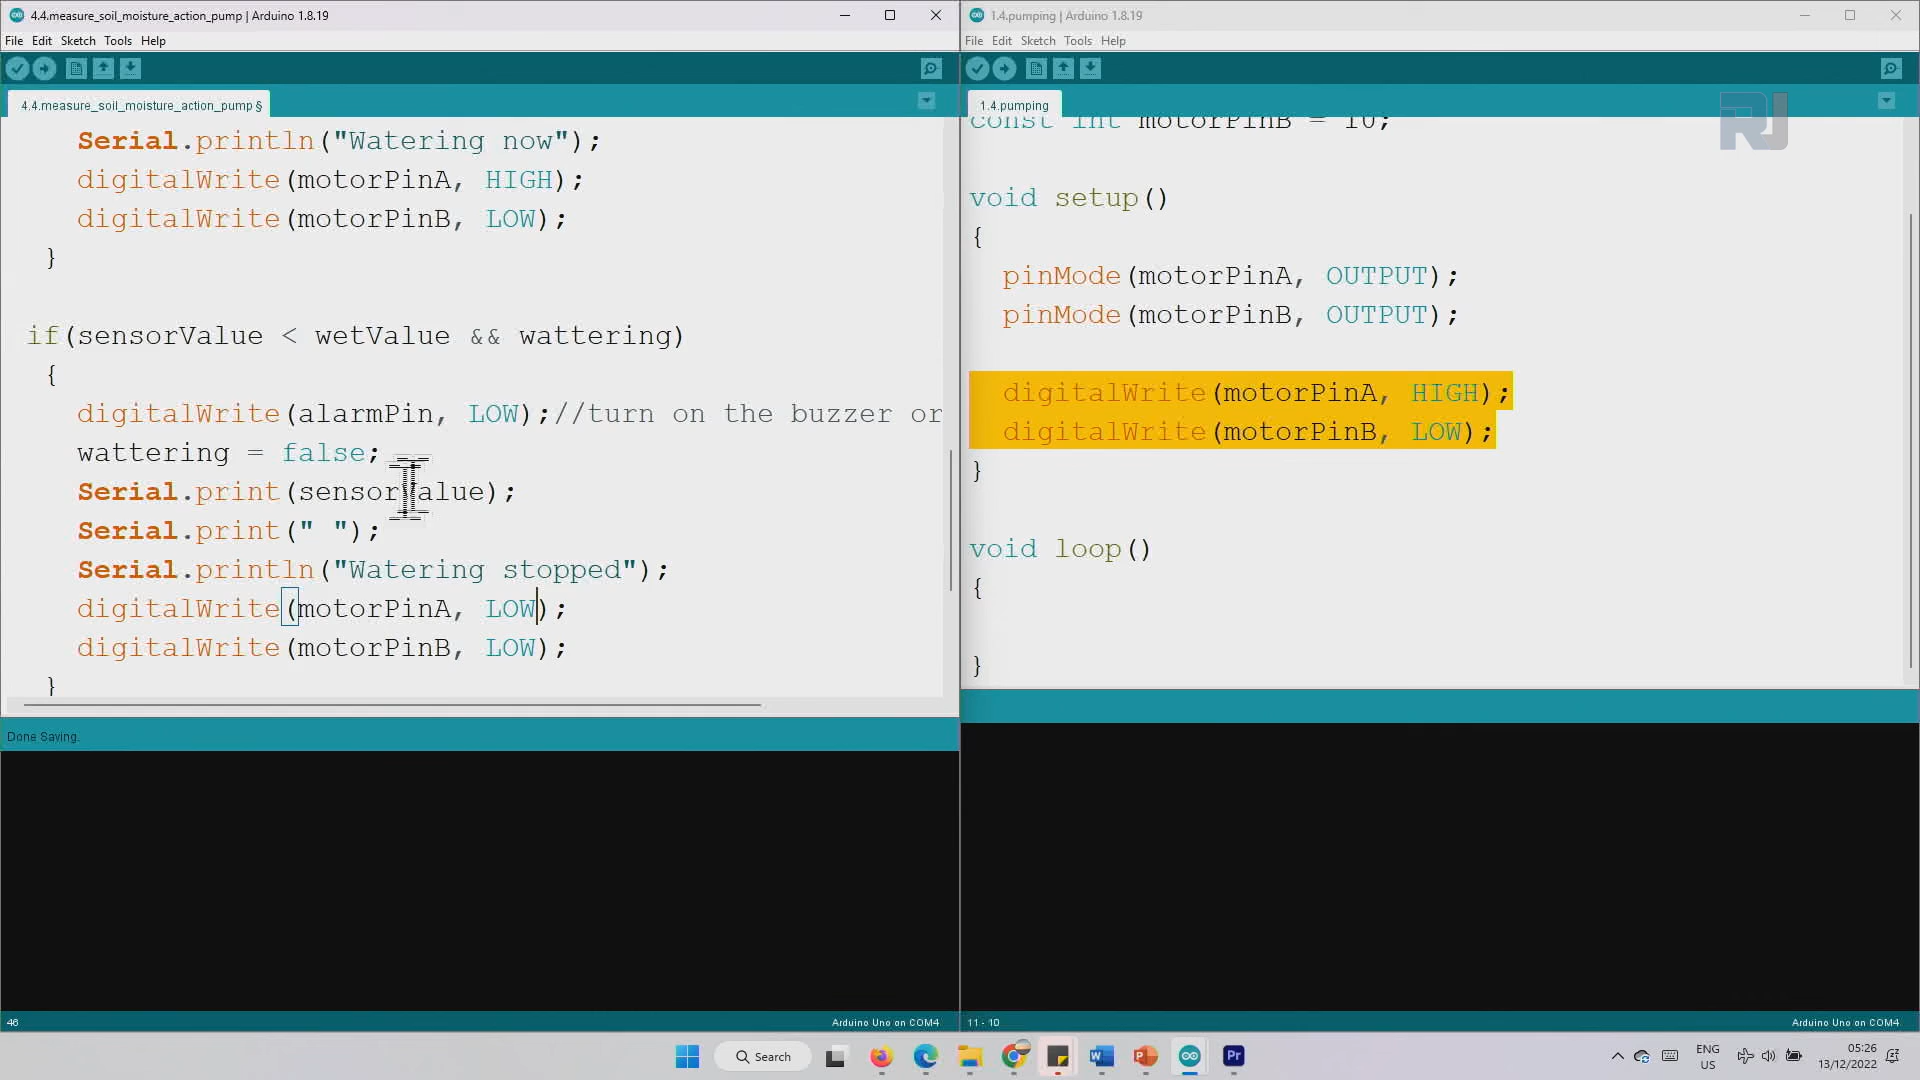 4.4.measure_soil_moisture_action_pump | Arduino 1.8.19
File Edit Sketch Tools Help
4.4.measure_soil_moisture_action_pump §
Serial.println("Watering now");
digitalWrite(motorPinA, HIGH);
digitalWrite(motorPinB, LOW);
}
if(sensorValue < wetValue && wattering)
{
digitalWrite(alarmPin, LOW);//turn on the buzzer or
wattering = false;
Serial.print(sensorValue);
Serial.print(" ");
Serial.println("Watering stopped");
digitalWrite(motorPinA, LOW);
digitalWrite(motorPinB, LOW);
}
Done Saving.
46
Arduino Uno on COM4
1.4.pumping | Arduino 1.8.19
File Edit Sketch Tools Help
1.4.pumping
RJ
const int motorPinB = 10;
void setup()
{
pinMode(motorPinA, OUTPUT);
pinMode(motorPinB, OUTPUT);
digitalWrite(motorPinA, HIGH);
digitalWrite(motorPinB, LOW);
}
void loop()
{
}
11 - 10
Arduino Uno on COM4
Search
W
P
Pr
ENG
US
05:26
13/12/2022